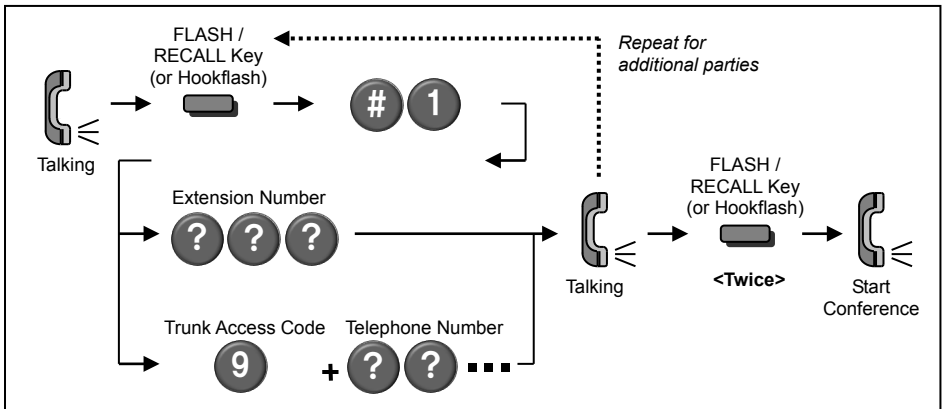 FLASH /
RECALL Key
(or Hookflash)
Repeat for
additional parties
# 1
Talking
FLASH /
RECALL Key
(or Hookflash)
Extension Number
? ? ?
Talking
<Twice>
Start
Conference
Trunk Access Code
Telephone Number
9 + ? ? ...